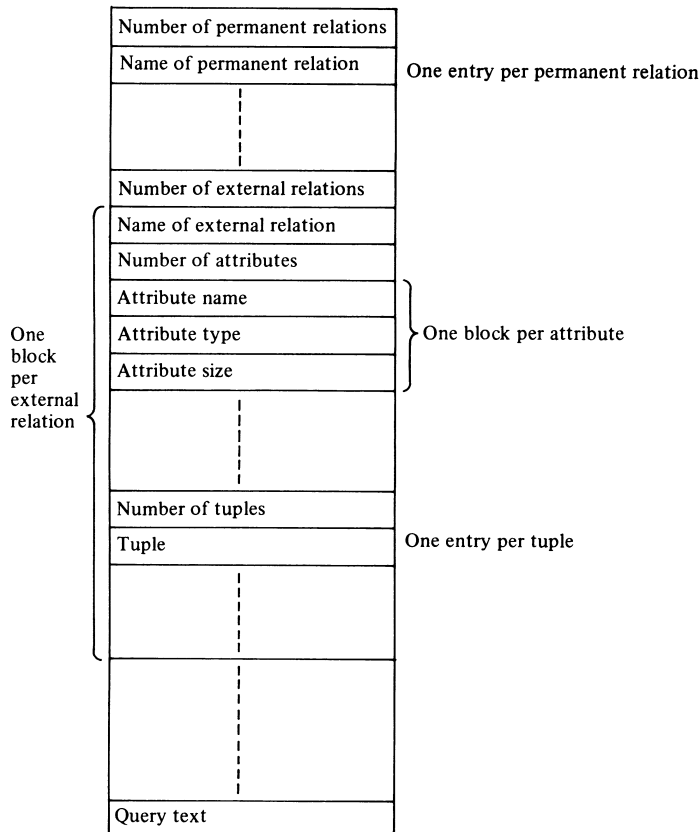 Number of permanent relations
Name of permanent relation
One entry per permanent relation
Number of external relations
Name of external relation
Number of attributes
Attribute name
Attribute type
Attribute size
One block per attribute
One
block
per
external
relation
Number of tuples
Tuple
One entry per tuple
Query text